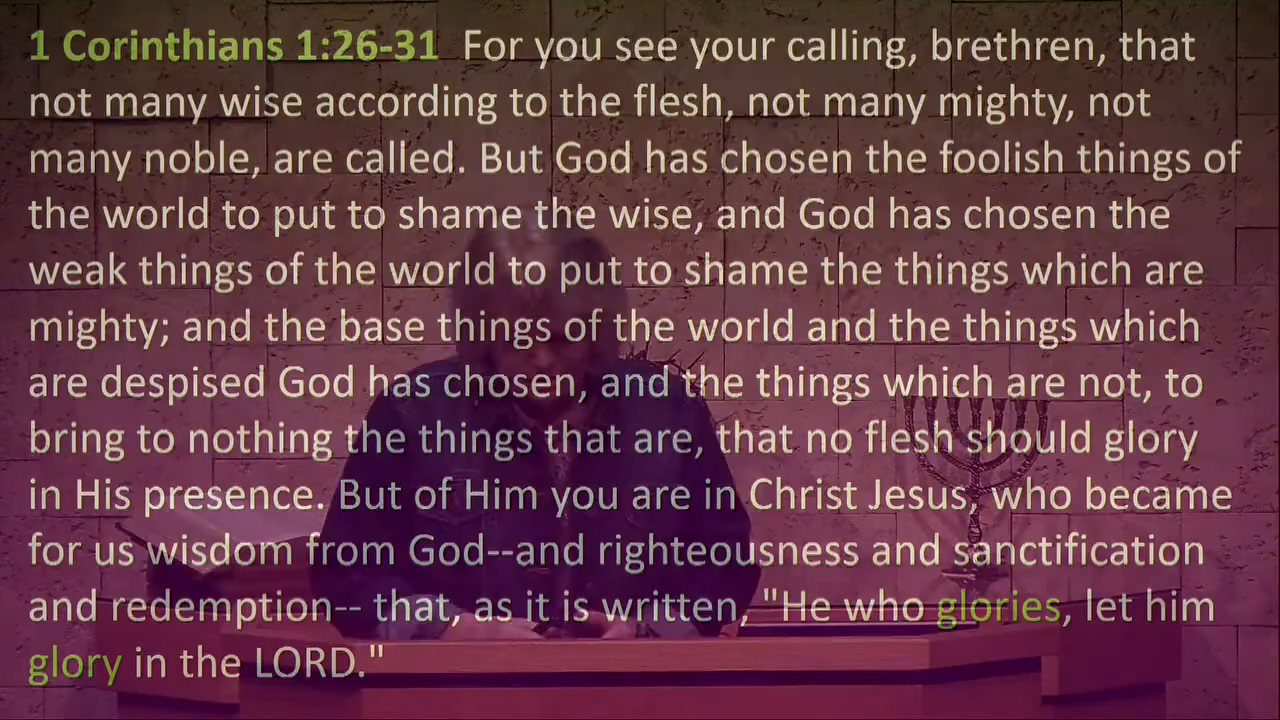 1 Corinthians 1:26-31 For you see your calling, brethren, that
not many wise according to the flesh, not many mighty, not
many noble, are called. But God has chosen the foolish things of
the world to put to shame the wise, and God has chosen the
weak things of the world to put to shame the things which are
mighty; and the base things of the world and the things which
are despised God has chosen, and the things which are not, to
bring to nothing the things that are, that no flesh should glory
in His presence. But of Him you are in Christ Jesus, who became
for us wisdom from God--and righteousness and sanctification
and redemption-- that, as it is written, "He who glories, let him
glory in the LORD."